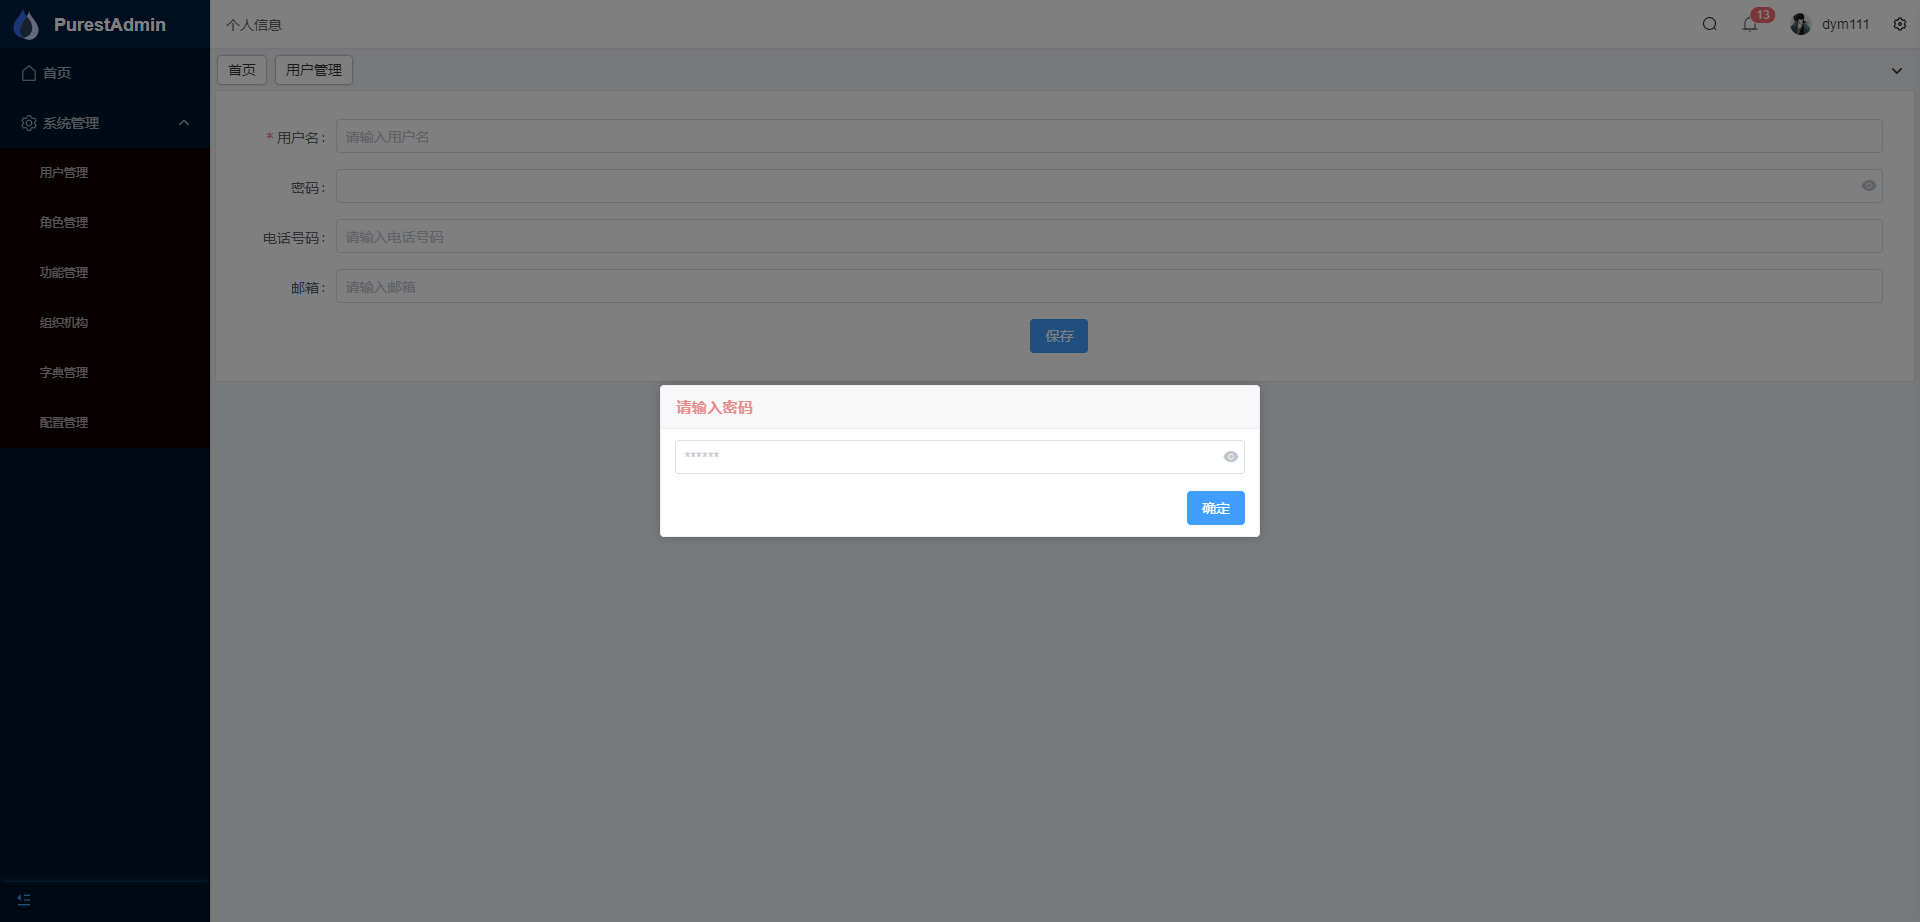 PurestAdmin
个人信息
13
dym111
首页
系统管理
用户管理
角色管理
功能管理
组织机构
字典管理
配置管理
首页
用户管理
* 用户名：
请输入用户名
密码：
电话号码：
请输入电话号码
邮箱：
请输入邮箱
保存
请输入密码
******
确定